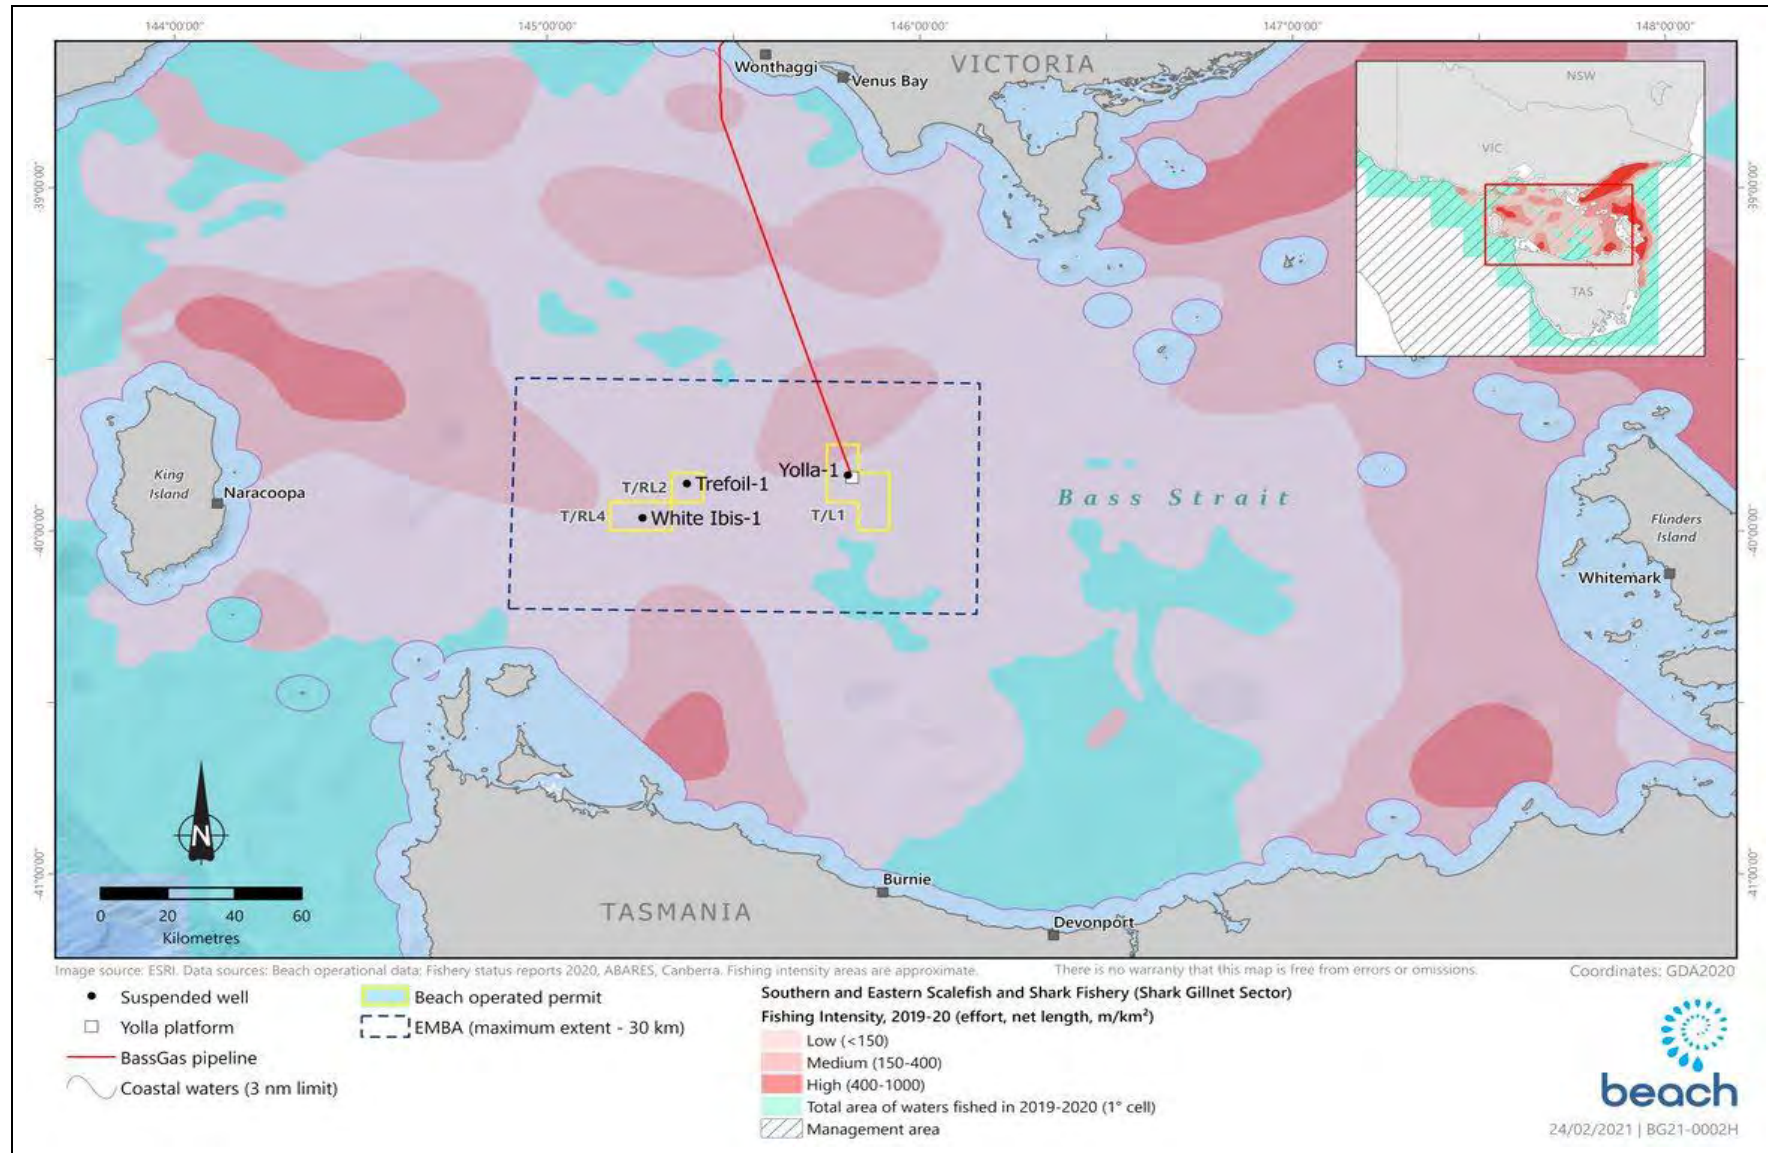 144°00'00"
145°00'00"
146°00'00"
147°00'00"
148°00'00"
Wonthaggi
Venus Bay
VICTORIA
NSW
VIC
TAS
-39°00'00"
-39°00'00"
King
Island
Naracoopa
Yolla-1
T/RL2
Trefoil-1
T/RL4
White Ibis-1
T/L1
Bass Strait
-40°00'00"
-40°00'00"
Flinders
Island
Whitemark
N
0 20 40 60
Kilometres
TASMANIA
Burnie
Devonport
-41°00'00"
-41°00'00"
Image source: ESRI. Data sources: Beach operational data; Fishery status reports 2020, ABARES, Canberra. Fishing intensity areas are approximate.
There is no warranty that this map is free from errors or omissions.
Coordinates: GDA2020
Suspended well
Yolla platform
BassGas pipeline
Coastal waters (3 nm limit)
Beach operated permit
EMBA (maximum extent - 30 km)
Southern and Eastern Scalefish and Shark Fishery (Shark Gillnet Sector)
Fishing Intensity, 2019-20 (effort, net length, m/km²)
Low (<150)
Medium (150-400)
High (400-1000)
Total area of waters fished in 2019-2020 (1° cell)
Management area
beach
24/02/2021 | BG21-0002H